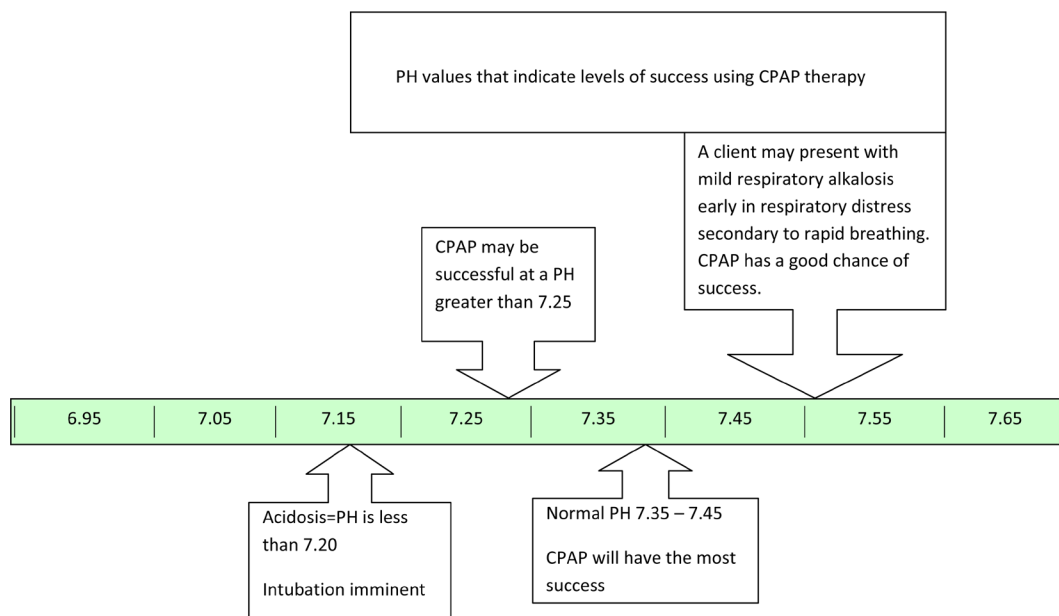 PH values that indicate levels of success using CPAP therapy
A client may present with
mild respiratory alkalosis
early in respiratory distress
secondary to rapid breathing.
CPAP has a good chance of
success.
CPAP may be
successful at a PH
greater than 7.25
6.95 7.05 7.15 7.25 7.35 7.45 7.55 7.65
Acidosis=PH is less
than 7.20
Intubation imminent
Normal PH 7.35 – 7.45
CPAP will have the most
success